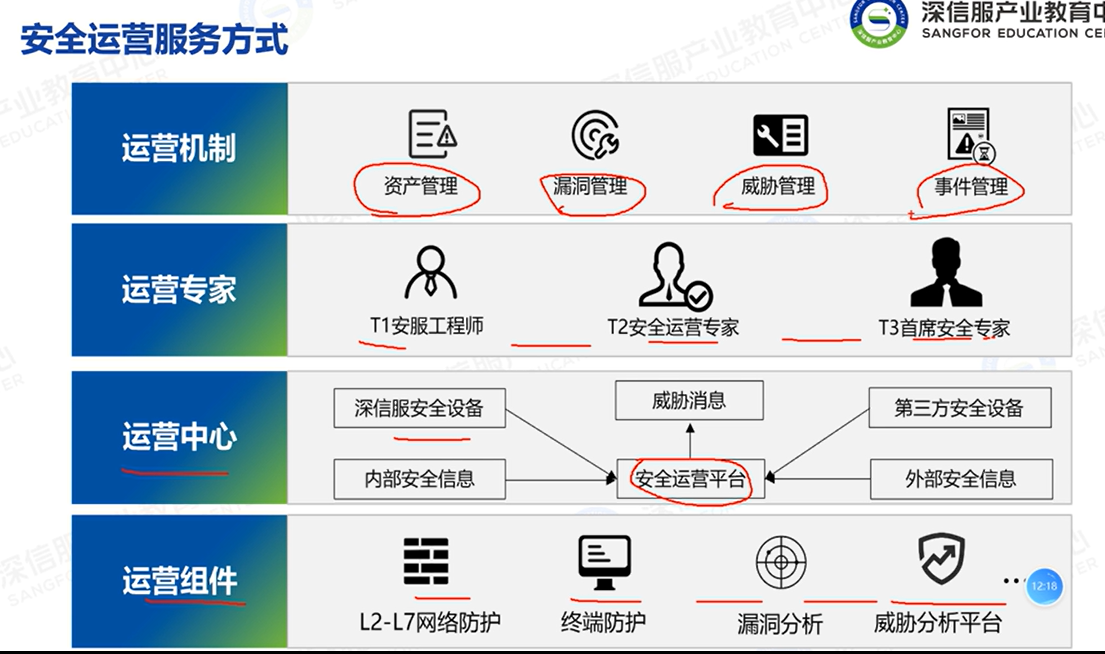 安全运营服务方式
深信服产业教育中
SANGFOR EDUCATION CE
运营机制
资产管理
漏洞管理
威胁管理
事件管理
运营专家
T1安服工程师
T2安全运营专家
T3首席安全专家
运营中心
深信服安全设备
威胁消息
第三方安全设备
内部安全信息
安全运营平台
外部安全信息
运营组件
L2-L7网络防护
终端防护
漏洞分析
威胁分析平台
12:18